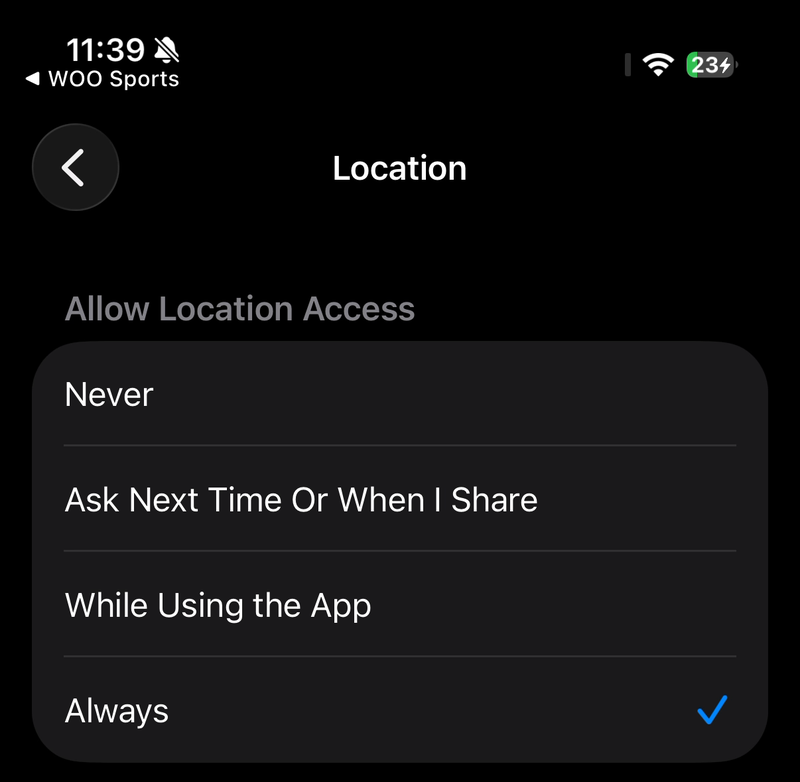 11:39
◀ WOO Sports
23
Location
Allow Location Access
Never
Ask Next Time Or When I Share
While Using the App
Always